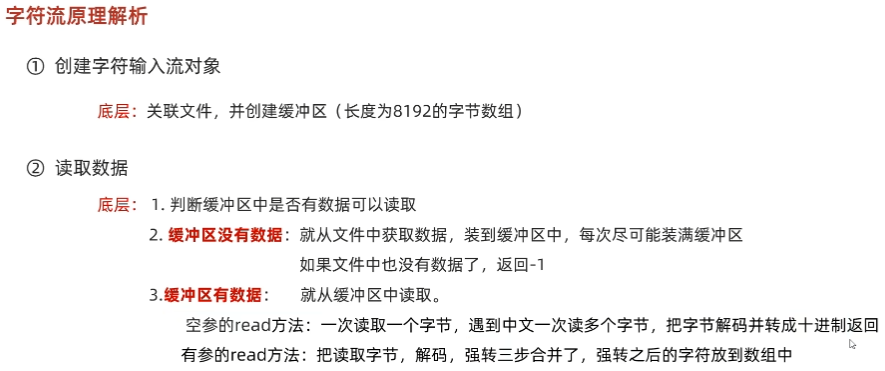 字符流原理解析
① 创建字符输入流对象
底层：关联文件，并创建缓冲区（长度为8192的字节数组）
② 读取数据
底层： 1. 判断缓冲区中是否有数据可以读取
2. 缓冲区没有数据：就从文件中获取数据，装到缓冲区中，每次尽可能装满缓冲区
如果文件中也没有数据了，返回-1
3.缓冲区有数据： 就从缓冲区中读取。
空参的read方法：一次读取一个字节，遇到中文一次读多个字节，把字节解码并转成十进制返回
有参的read方法：把读取字节，解码，强转三步合并了，强转之后的字符放到数组中